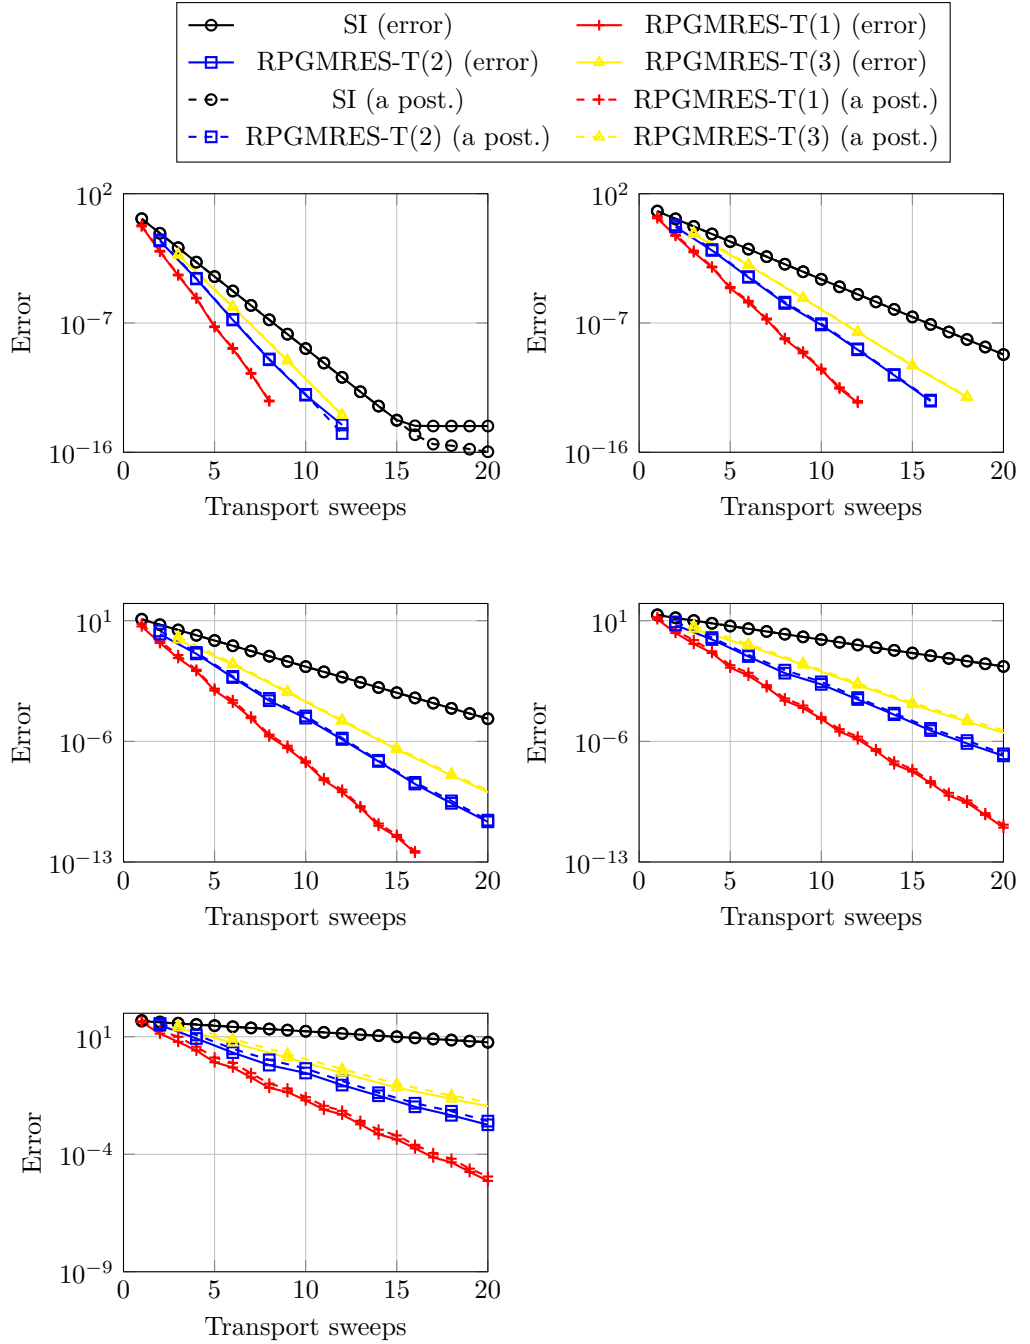 SI (error) RPGMRES-T(1) (error)
RPGMRES-T(2) (error) RPGMRES-T(3) (error)
SI (a post.) RPGMRES-T(1) (a post.)
RPGMRES-T(2) (a post.) RPGMRES-T(3) (a post.)
10^2 10^2
10^−7 10^−7
10^−16 10^−16
Error Error
0 5 10 15 20 0 5 10 15 20
Transport sweeps Transport sweeps
10^1 10^1
10^−6 10^−6
10^−13 10^−13
Error Error
0 5 10 15 20 0 5 10 15 20
Transport sweeps Transport sweeps
10^1
10^−4
10^−9
Error
0 5 10 15 20
Transport sweeps